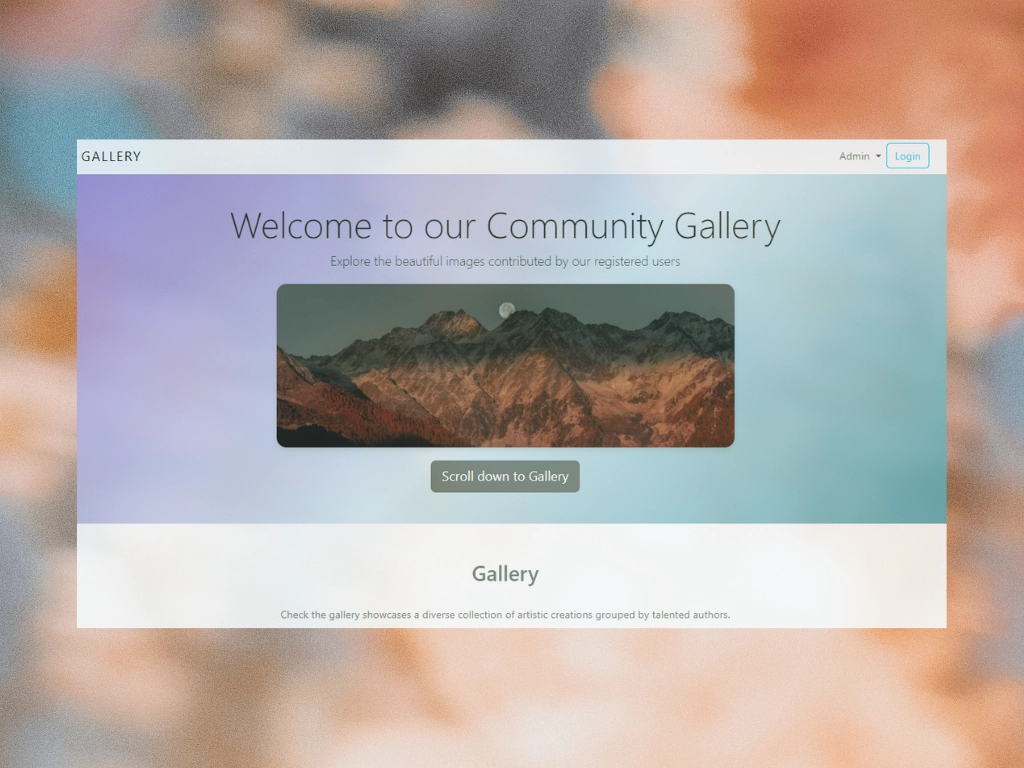 GALLERY
Admin
Login
Welcome to our Community Gallery
Explore the beautiful images contributed by our registered users
Scroll down to Gallery
Gallery
Check the gallery showcases a diverse collection of artistic creations grouped by talented authors.